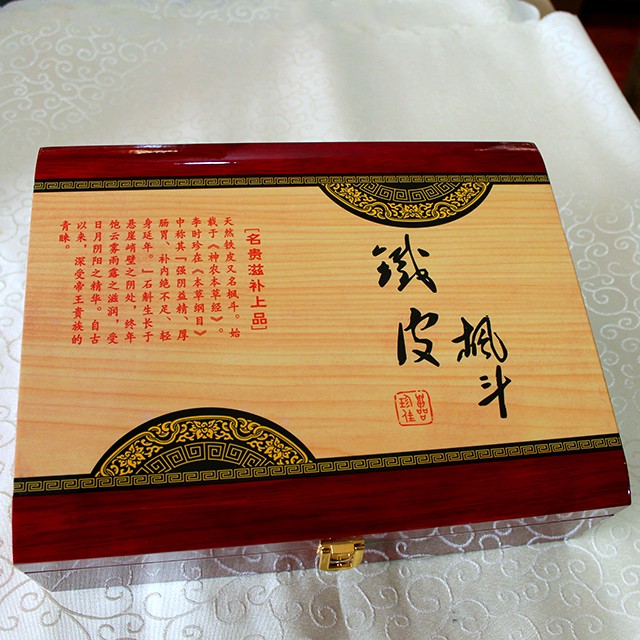 鐵皮
楓斗
[名贵滋补上品]
天然铁皮又名枫斗。始
载于《神农本草经》。
李时珍在《本草纲目》
中称其「强阴益精、厚
肠胃、补内绝不足、轻
身延年。」石斛生长于
悬崖峭壁之阴处，终年
饱云雾雨露之滋润，受
日月阴阳之精华。自古
以来，深受帝王贵族的
青睐。